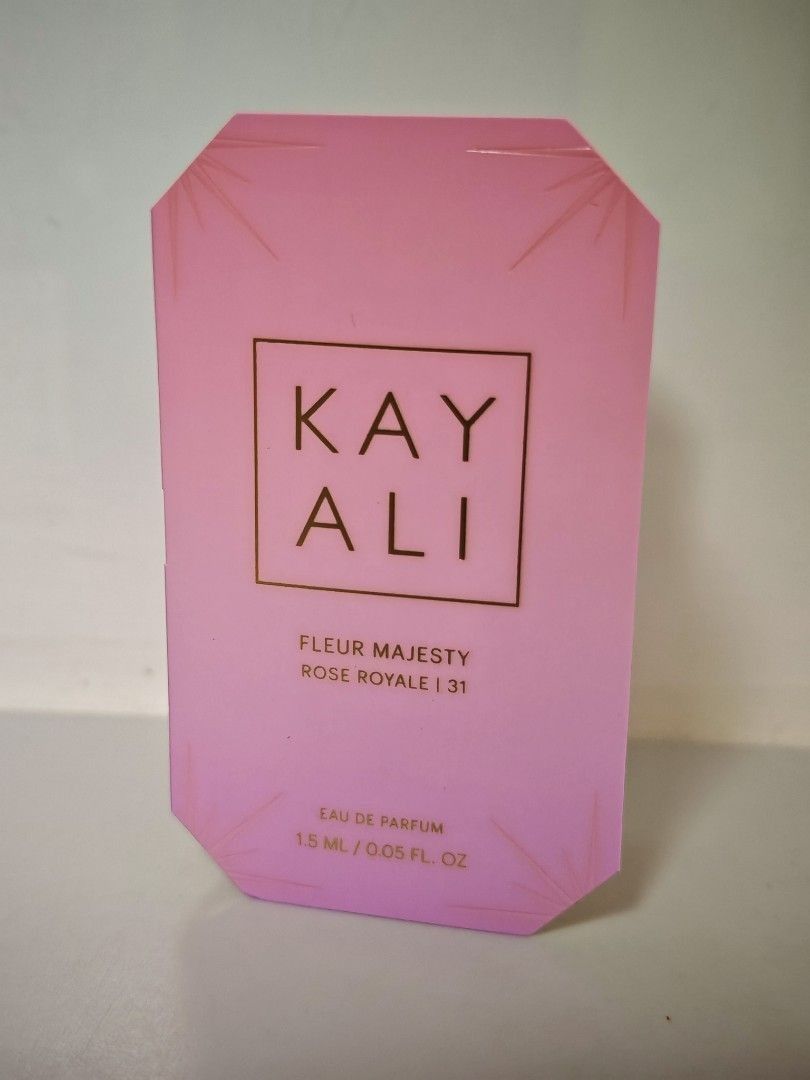 KAY
ALI
FLEUR MAJESTY
ROSE ROYALE | 31
EAU DE PARFUM
1.5 ML / 0.05 FL. OZ